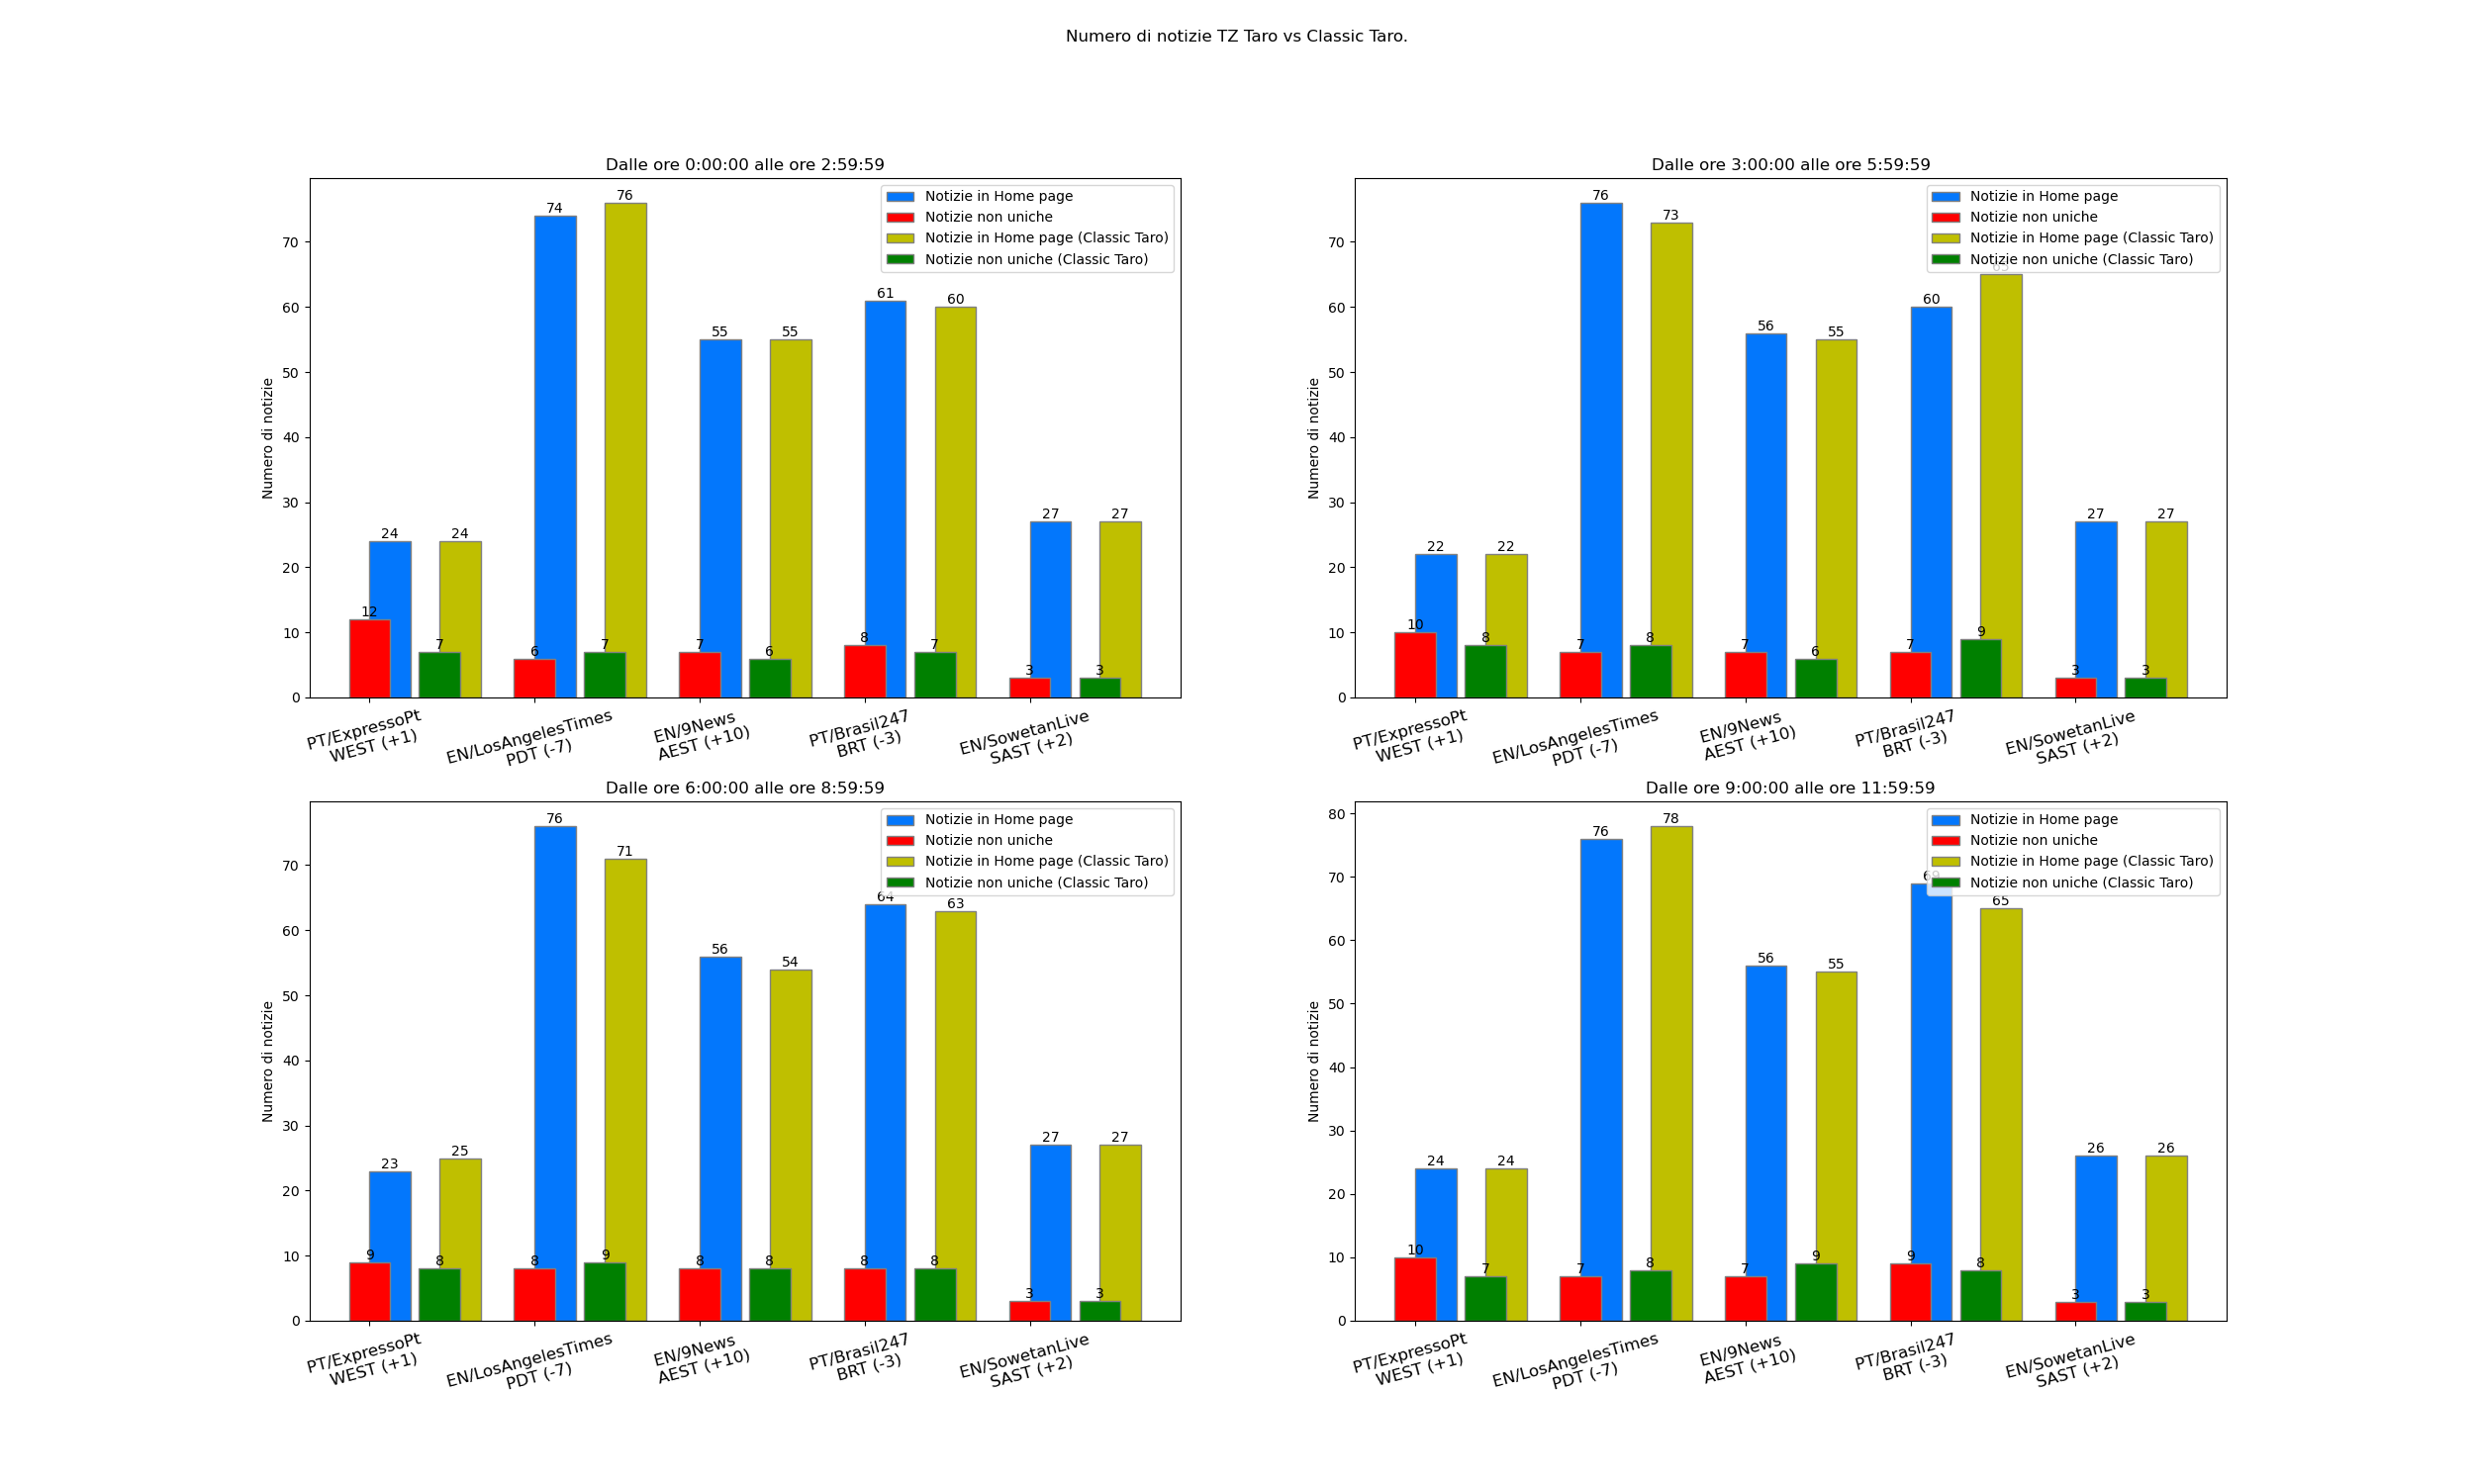 Numero di notizie TZ Taro vs Classic Taro.
Dalle ore 0:00:00 alle ore 2:59:59
Numero di notizie
0
10
20
30
40
50
60
70
Notizie in Home page
Notizie non uniche
Notizie in Home page (Classic Taro)
Notizie non uniche (Classic Taro)
24 74 55 61 27
12 6 7 8 3
24 76 55 60 27
7 7 6 7 3
PT/ExpressoPt
WEST (+1)
EN/LosAngelesTimes
PDT (-7)
EN/9News
AEST (+10)
PT/Brasil247
BRT (-3)
EN/SowetanLive
SAST (+2)
Dalle ore 3:00:00 alle ore 5:59:59
Numero di notizie
0
10
20
30
40
50
60
70
Notizie in Home page
Notizie non uniche
Notizie in Home page (Classic Taro)
Notizie non uniche (Classic Taro)
22 76 56 60 27
10 7 7 7 3
22 73 55 65 27
8 8 6 9 3
PT/ExpressoPt
WEST (+1)
EN/LosAngelesTimes
PDT (-7)
EN/9News
AEST (+10)
PT/Brasil247
BRT (-3)
EN/SowetanLive
SAST (+2)
Dalle ore 6:00:00 alle ore 8:59:59
Numero di notizie
0
10
20
30
40
50
60
70
Notizie in Home page
Notizie non uniche
Notizie in Home page (Classic Taro)
Notizie non uniche (Classic Taro)
23 76 56 64 27
9 8 8 8 3
25 71 54 63 27
8 9 8 8 3
PT/ExpressoPt
WEST (+1)
EN/LosAngelesTimes
PDT (-7)
EN/9News
AEST (+10)
PT/Brasil247
BRT (-3)
EN/SowetanLive
SAST (+2)
Dalle ore 9:00:00 alle ore 11:59:59
Numero di notizie
0
10
20
30
40
50
60
70
80
Notizie in Home page
Notizie non uniche
Notizie in Home page (Classic Taro)
Notizie non uniche (Classic Taro)
24 76 56 69 26
10 7 7 9 3
24 78 55 65 26
7 8 9 8 3
PT/ExpressoPt
WEST (+1)
EN/LosAngelesTimes
PDT (-7)
EN/9News
AEST (+10)
PT/Brasil247
BRT (-3)
EN/SowetanLive
SAST (+2)